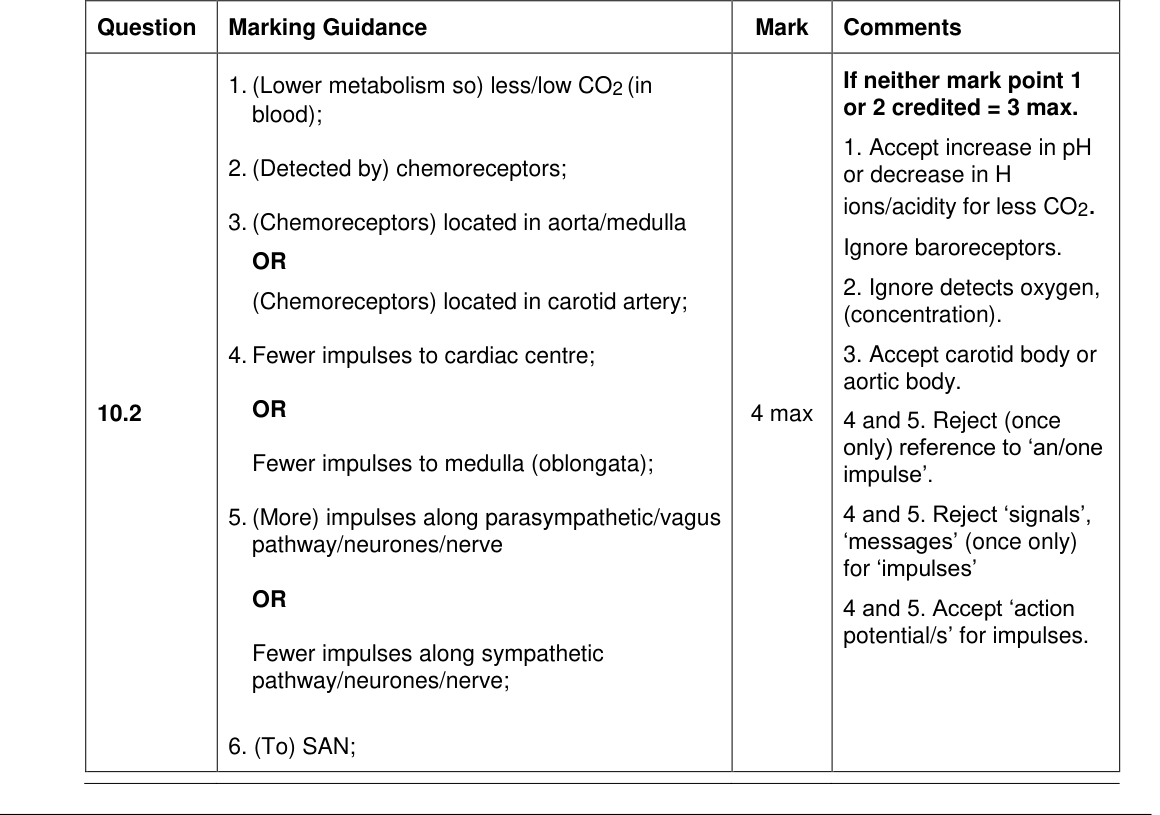 Question
Marking Guidance
Mark
Comments
10.2
1. (Lower metabolism so) less/low CO2 (in
blood);
2. (Detected by) chemoreceptors;
3. (Chemoreceptors) located in aorta/medulla
OR
(Chemoreceptors) located in carotid artery;
4. Fewer impulses to cardiac centre;
OR
Fewer impulses to medulla (oblongata);
5. (More) impulses along parasympathetic/vagus
pathway/neurones/nerve
OR
Fewer impulses along sympathetic
pathway/neurones/nerve;
6. (To) SAN;
4 max
If neither mark point 1
or 2 credited = 3 max.
1. Accept increase in pH
or decrease in H
ions/acidity for less CO2.
Ignore baroreceptors.
2. Ignore detects oxygen,
(concentration).
3. Accept carotid body or
aortic body.
4 and 5. Reject (once
only) reference to ‘an/one
impulse’.
4 and 5. Reject ‘signals’,
‘messages’ (once only)
for ‘impulses’
4 and 5. Accept ‘action
potential/s’ for impulses.